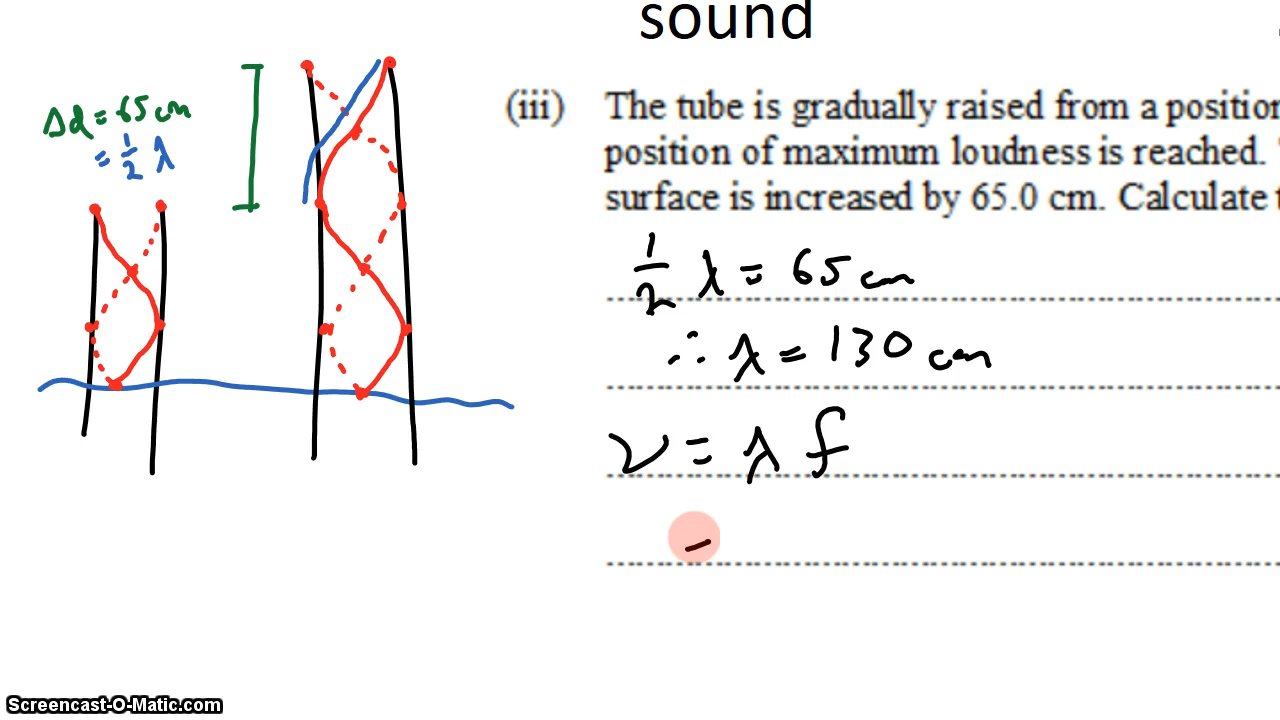 sound
(iii) The tube is gradually raised from a position
position of maximum loudness is reached.
surface is increased by 65.0 cm. Calculate t
Δd = 65 cm
= 1/2 λ
1/2 λ = 65 cm
∴ λ = 130 cm
v = λ f
=
Screencast-O-Matic.com